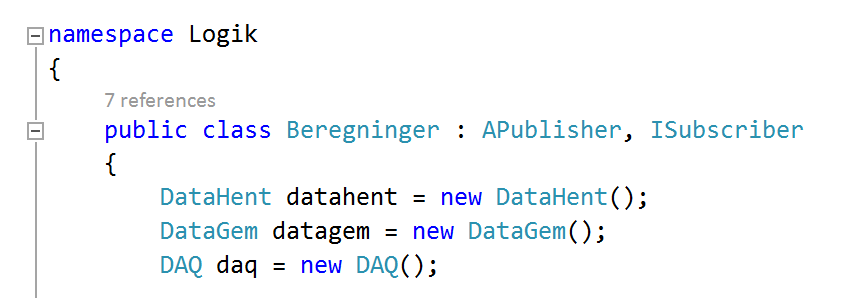 namespace Logik
{
7 references
public class Beregninger : APublisher, ISubscriber
{
DataHent datahent = new DataHent();
DataGem datagem = new DataGem();
DAQ daq = new DAQ();